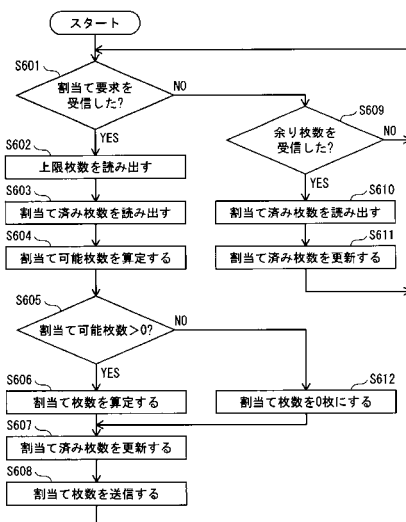 スタート
S601
割当て要求を
受信した?
NO
YES
S602
上限枚数を読み出す
S603
割当て済み枚数を読み出す
S604
割当て可能枚数を算定する
S605
割当て可能枚数>0?
NO
YES
S606
割当て枚数を算定する
S612
割当て枚数を0枚にする
S607
割当て済み枚数を更新する
S608
割当て枚数を送信する
S609
余り枚数を
受信した?
NO
YES
S610
割当て済み枚数を読み出す
S611
割当て済み枚数を更新する